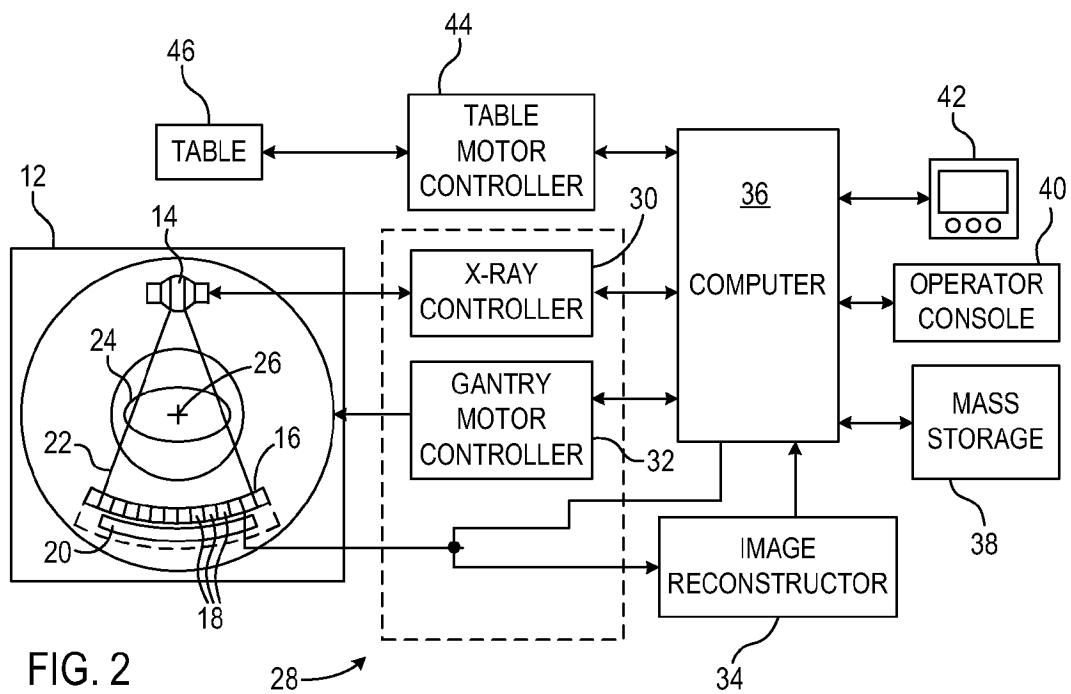 44
46
42
TABLE
TABLE
MOTOR
CONTROLLER
12
30
36
40
14
X-RAY
CONTROLLER
COMPUTER
OPERATOR
CONSOLE
24
26
GANTRY
MOTOR
CONTROLLER
MASS
STORAGE
22
16
32
38
20
18
IMAGE
RECONSTRUCTOR
FIG. 2
28
34